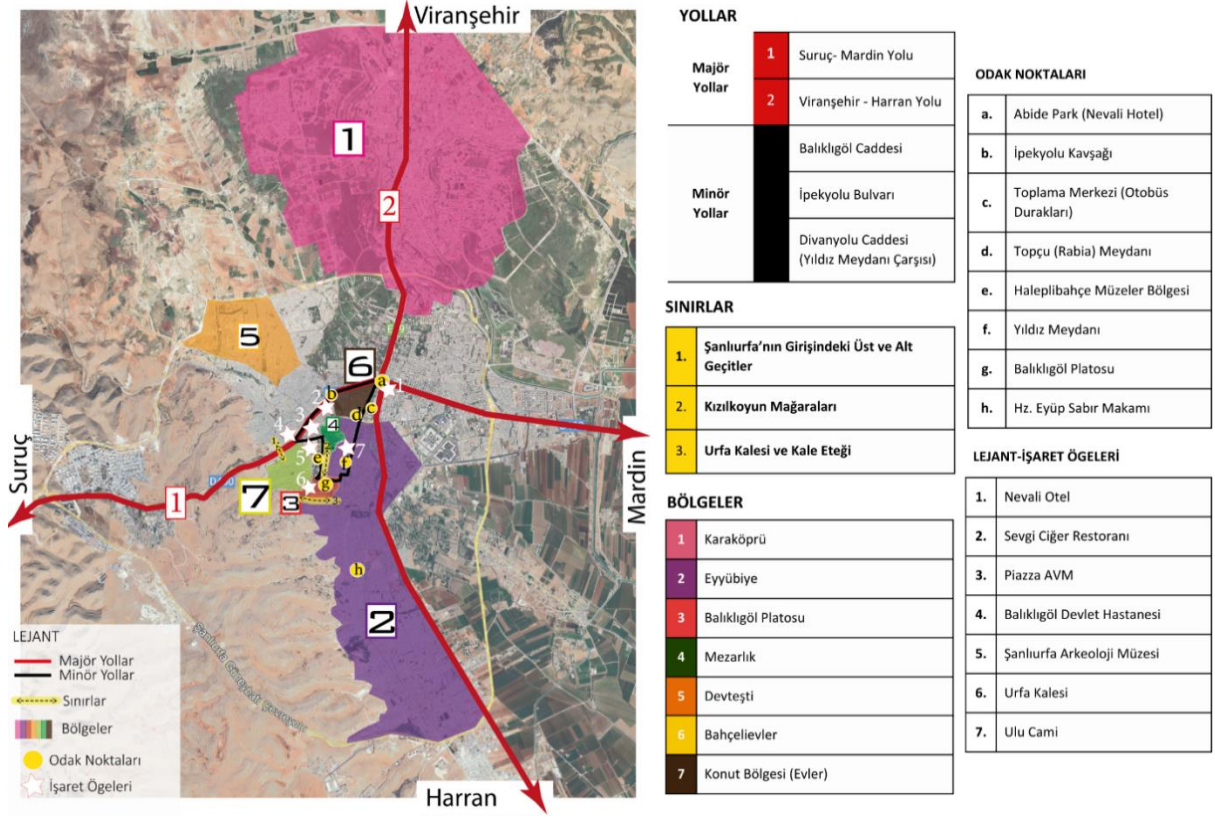 Viranşehir
1
2
5
6
a
1
2
b
c
d
3
4
4
7
5
e
f
6
g
7
3
1
Suruç
Mardin
h
2
Harran
Şanlıurfa Güneybatı Çevreyolu
LEJANT
Majör Yollar
Minör Yollar
Sınırlar
Bölgeler
Odak Noktaları
İşaret Ögeleri
YOLLAR
Majör
Yollar
1
Suruç- Mardin Yolu
2
Viranşehir - Harran Yolu
Minör
Yollar
Balıklıgöl Caddesi
İpekyolu Bulvarı
Divanyolu Caddesi
(Yıldız Meydanı Çarşısı)
SINIRLAR
1.
Şanlıurfa’nın Girişindeki Üst ve Alt
Geçitler
2.
Kızılkoyun Mağaraları
3.
Urfa Kalesi ve Kale Eteği
BÖLGELER
1
Karaköprü
2
Eyyübiye
3
Balıklıgöl Platosu
4
Mezarlık
5
Devteşti
6
Bahçelievler
7
Konut Bölgesi (Evler)
ODAK NOKTALARI
a.
Abide Park (Nevali Hotel)
b.
İpekyolu Kavşağı
c.
Toplama Merkezi (Otobüs
Durakları)
d.
Topçu (Rabia) Meydanı
e.
Haleplibahçe Müzeler Bölgesi
f.
Yıldız Meydanı
g.
Balıklıgöl Platosu
h.
Hz. Eyüp Sabır Makamı
LEJANT-İŞARET ÖGELERİ
1.
Nevali Otel
2.
Sevgi Ciğer Restoranı
3.
Piazza AVM
4.
Balıklıgöl Devlet Hastanesi
5.
Şanlıurfa Arkeoloji Müzesi
6.
Urfa Kalesi
7.
Ulu Cami